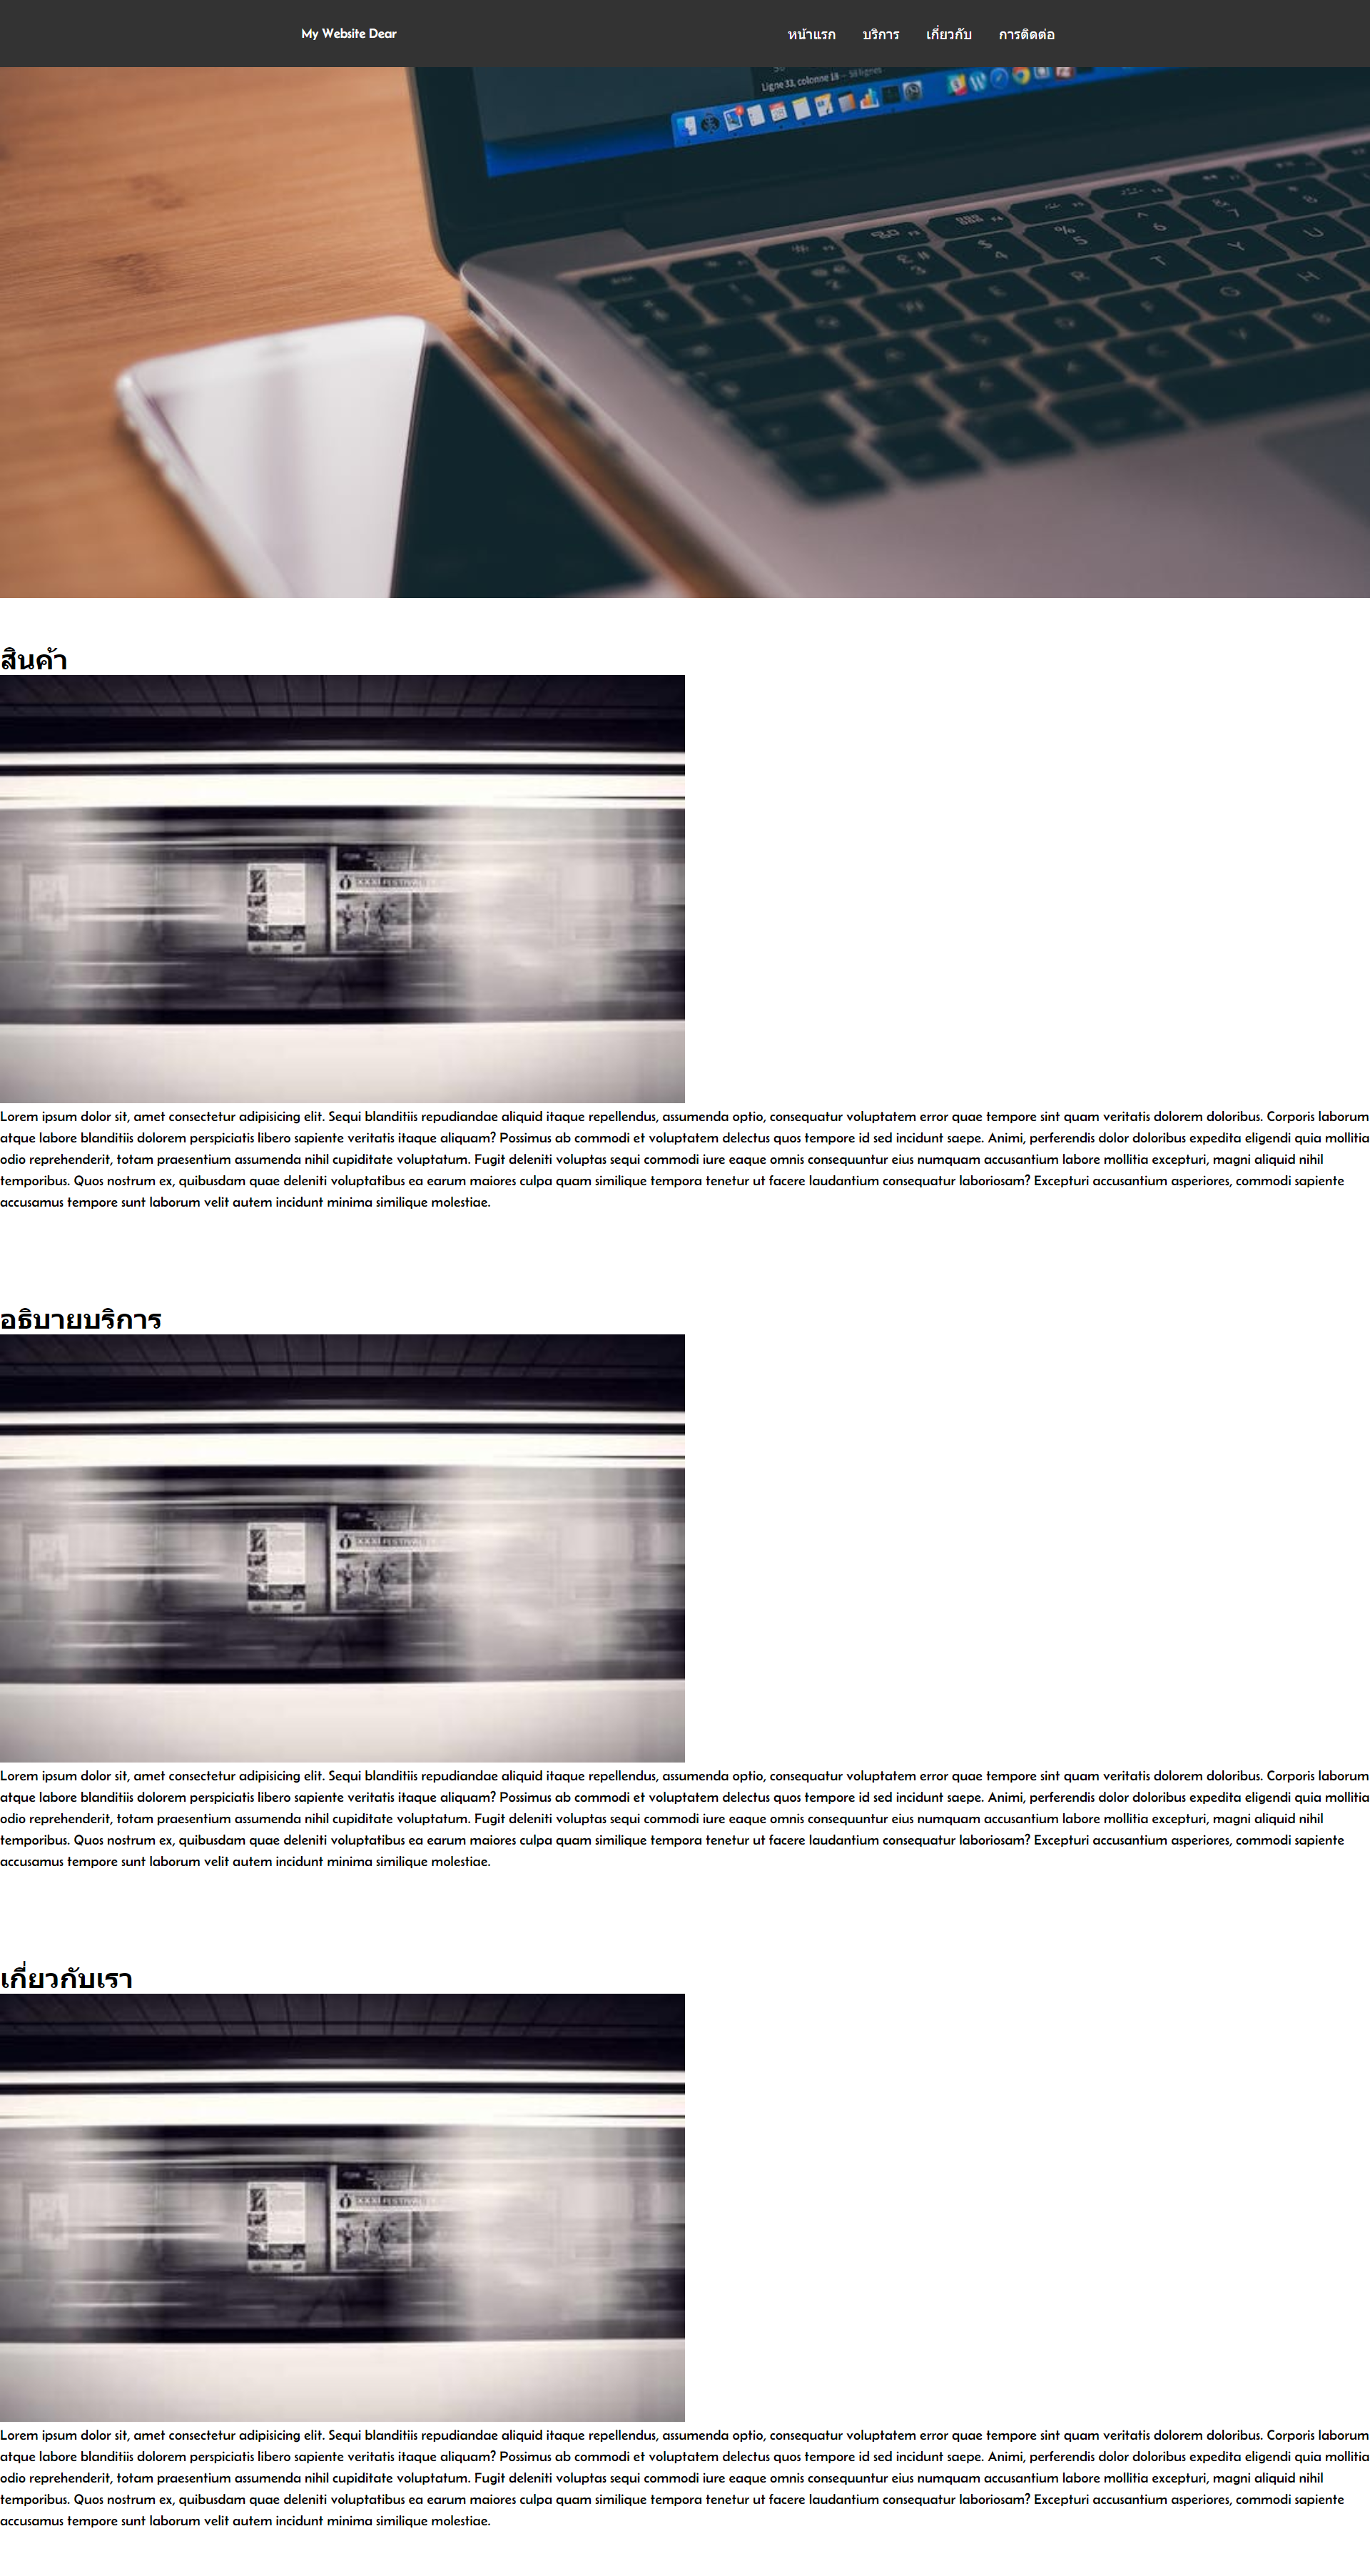 My Website Dear
หน้าแรก บริการ เกี่ยวกับ การติดต่อ
Ligne 33, colonne 18 — 58 lignes
สินค้า
XXXI FESTIVAL
Lorem ipsum dolor sit, amet consectetur adipisicing elit. Sequi blanditiis repudiandae aliquid itaque repellendus, assumenda optio, consequatur voluptatem error quae tempore sint quam veritatis dolorem doloribus. Corporis laborum
atque labore blanditiis dolorem perspiciatis libero sapiente veritatis itaque aliquam? Possimus ab commodi et voluptatem delectus quos tempore id sed incidunt saepe. Animi, perferendis dolor doloribus expedita eligendi quia mollitia
odio reprehenderit, totam praesentium assumenda nihil cupiditate voluptatum. Fugit deleniti voluptas sequi commodi iure eaque omnis consequuntur eius numquam accusantium labore mollitia excepturi, magni aliquid nihil
temporibus. Quos nostrum ex, quibusdam quae deleniti voluptatibus ea earum maiores culpa quam similique tempora tenetur ut facere laudantium consequatur laboriosam? Excepturi accusantium asperiores, commodi sapiente
accusamus tempore sunt laborum velit autem incidunt minima similique molestiae.
อธิบายบริการ
XXXI FESTIVAL
Lorem ipsum dolor sit, amet consectetur adipisicing elit. Sequi blanditiis repudiandae aliquid itaque repellendus, assumenda optio, consequatur voluptatem error quae tempore sint quam veritatis dolorem doloribus. Corporis laborum
atque labore blanditiis dolorem perspiciatis libero sapiente veritatis itaque aliquam? Possimus ab commodi et voluptatem delectus quos tempore id sed incidunt saepe. Animi, perferendis dolor doloribus expedita eligendi quia mollitia
odio reprehenderit, totam praesentium assumenda nihil cupiditate voluptatum. Fugit deleniti voluptas sequi commodi iure eaque omnis consequuntur eius numquam accusantium labore mollitia excepturi, magni aliquid nihil
temporibus. Quos nostrum ex, quibusdam quae deleniti voluptatibus ea earum maiores culpa quam similique tempora tenetur ut facere laudantium consequatur laboriosam? Excepturi accusantium asperiores, commodi sapiente
accusamus tempore sunt laborum velit autem incidunt minima similique molestiae.
เกี่ยวกับเรา
XXXI FESTIVAL
Lorem ipsum dolor sit, amet consectetur adipisicing elit. Sequi blanditiis repudiandae aliquid itaque repellendus, assumenda optio, consequatur voluptatem error quae tempore sint quam veritatis dolorem doloribus. Corporis laborum
atque labore blanditiis dolorem perspiciatis libero sapiente veritatis itaque aliquam? Possimus ab commodi et voluptatem delectus quos tempore id sed incidunt saepe. Animi, perferendis dolor doloribus expedita eligendi quia mollitia
odio reprehenderit, totam praesentium assumenda nihil cupiditate voluptatum. Fugit deleniti voluptas sequi commodi iure eaque omnis consequuntur eius numquam accusantium labore mollitia excepturi, magni aliquid nihil
temporibus. Quos nostrum ex, quibusdam quae deleniti voluptatibus ea earum maiores culpa quam similique tempora tenetur ut facere laudantium consequatur laboriosam? Excepturi accusantium asperiores, commodi sapiente
accusamus tempore sunt laborum velit autem incidunt minima similique molestiae.